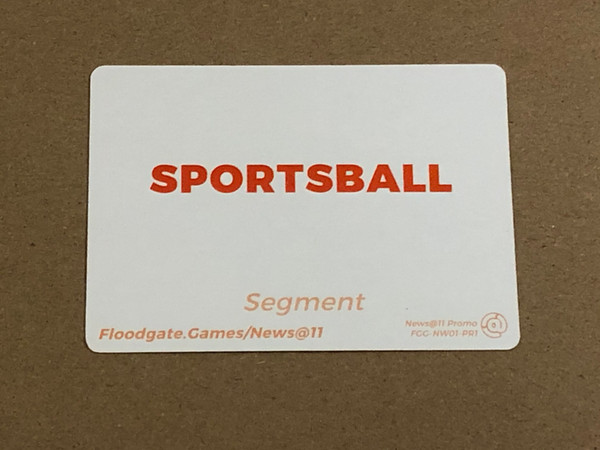 SPORTSBALL
Segment
Floodgate.Games/News@11
News@11 Promo
FGG-NW01-PR1
@